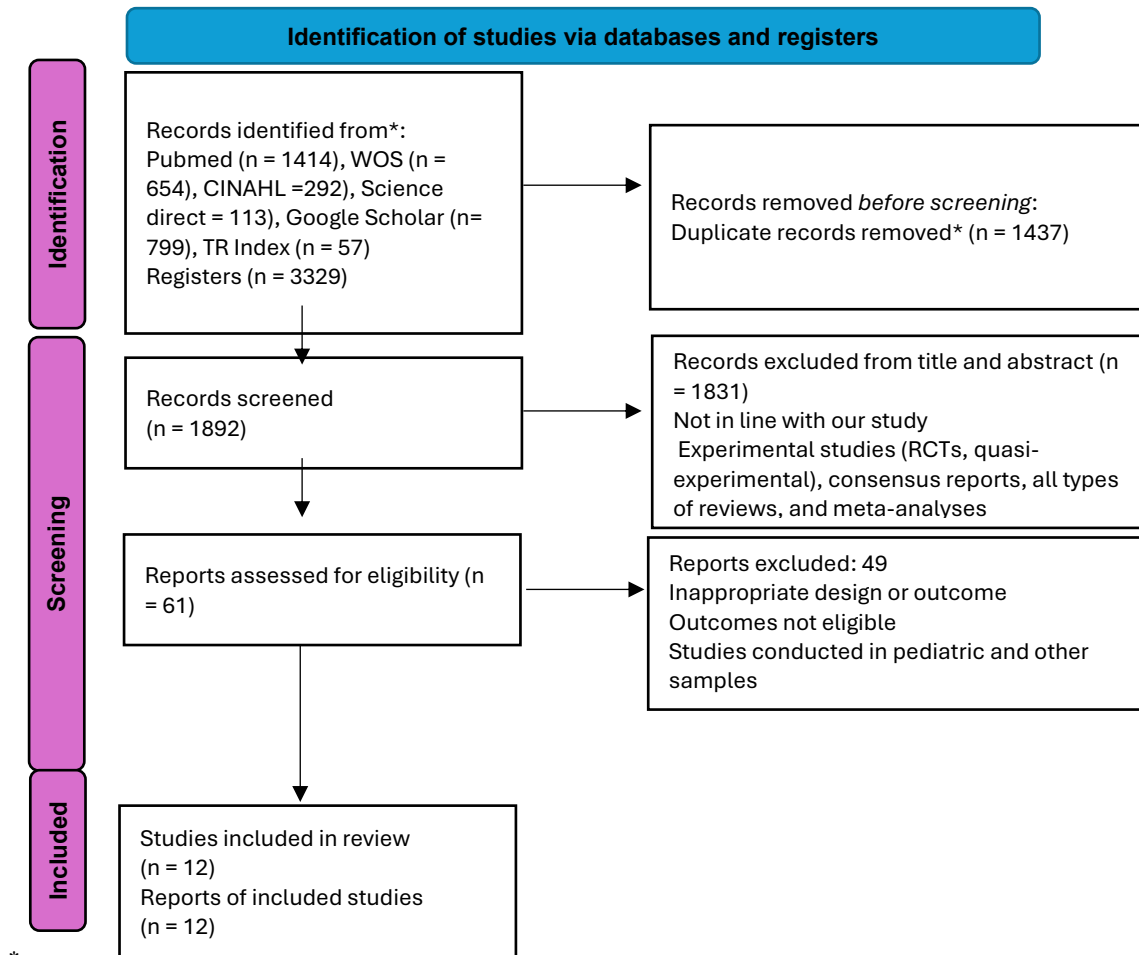 Identification of studies via databases and registers
Identification
Records identified from*:
Pubmed (n = 1414), WOS (n =
654), CINAHL =292), Science
direct = 113), Google Scholar (n=
799), TR Index (n = 57)
Registers (n = 3329)
Records removed before screening:
Duplicate records removed* (n = 1437)
Screening
Records screened
(n = 1892)
Records excluded from title and abstract (n
= 1831)
Not in line with our study
Experimental studies (RCTs, quasi-
experimental), consensus reports, all types
of reviews, and meta-analyses
Reports assessed for eligibility (n
= 61)
Reports excluded: 49
Inappropriate design or outcome
Outcomes not eligible
Studies conducted in pediatric and other
samples
Included
Studies included in review
(n = 12)
Reports of included studies
(n = 12)
*